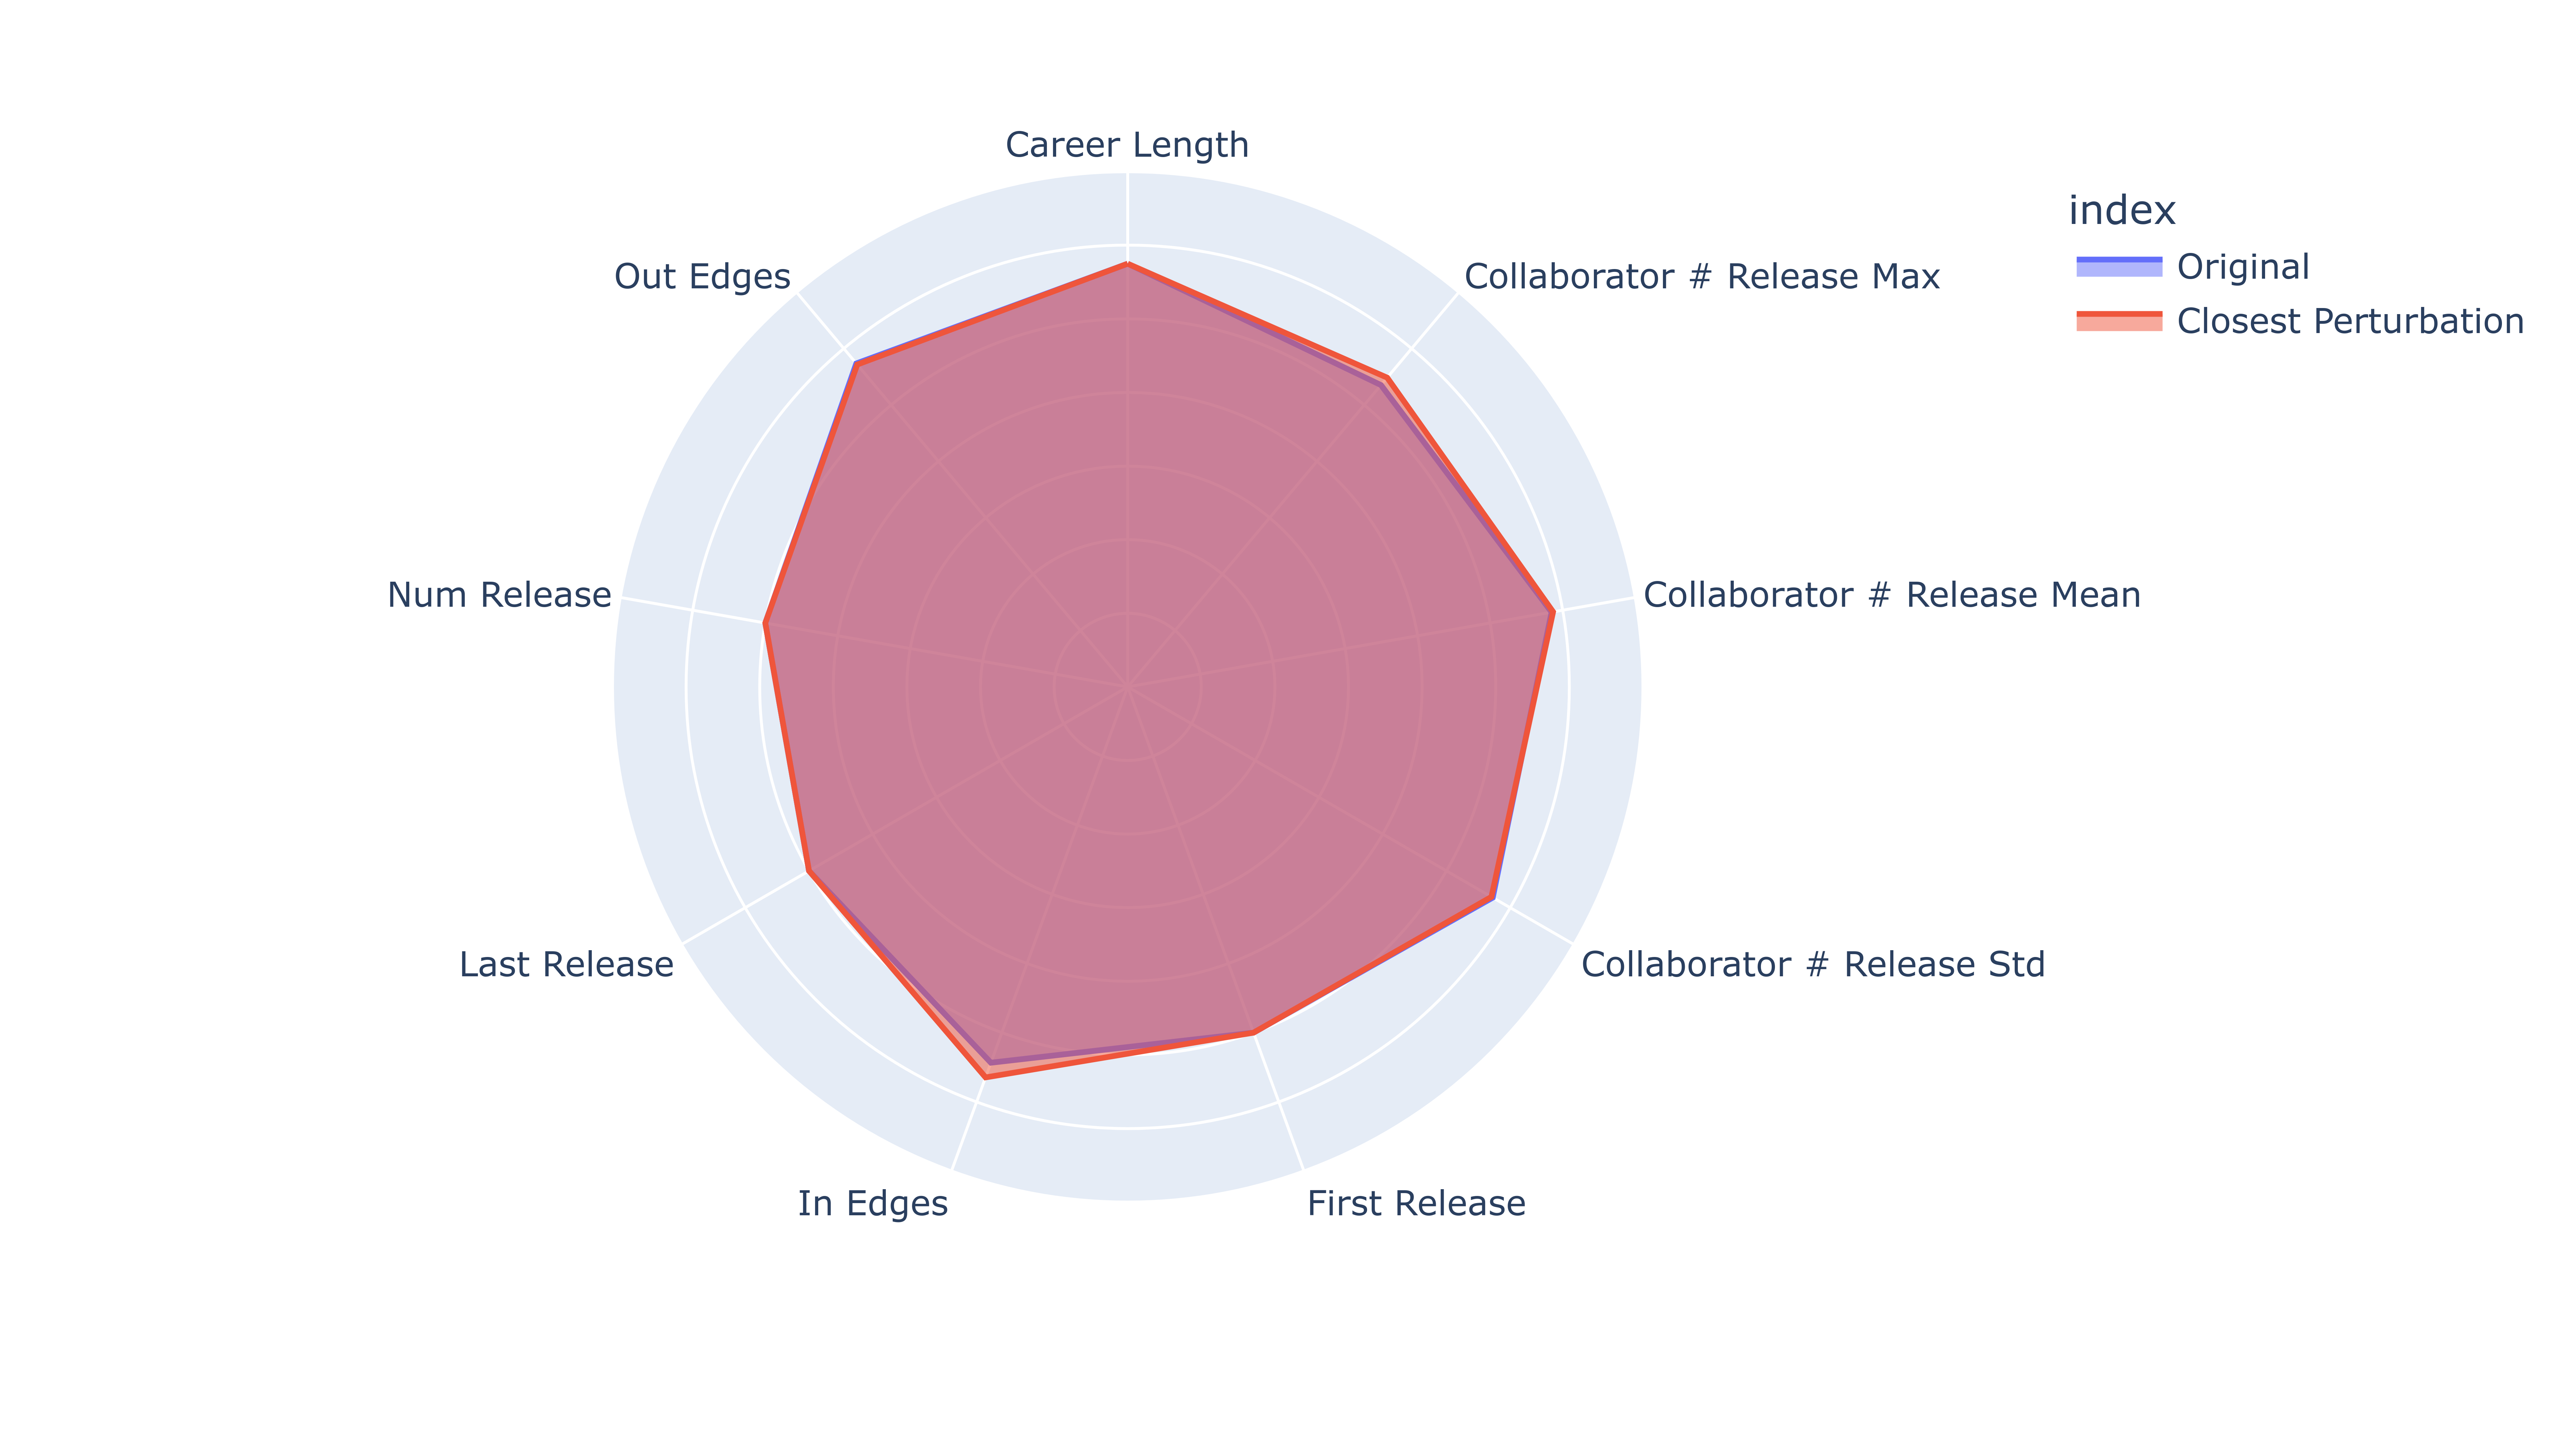 Career Length
index
Out Edges
Collaborator # Release Max
Original
Closest Perturbation
Num Release
Collaborator # Release Mean
Last Release
Collaborator # Release Std
In Edges
First Release